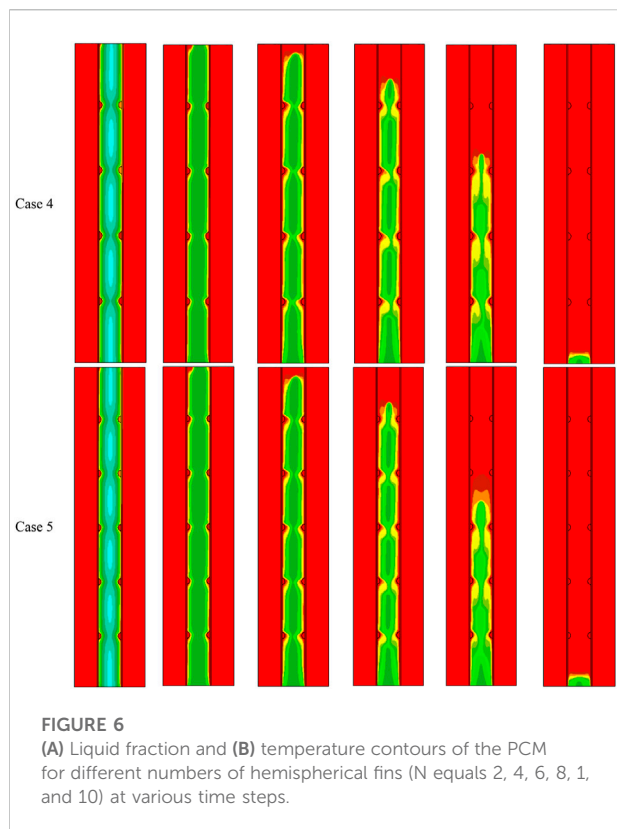 Case 4
Case 5
FIGURE 6
(A) Liquid fraction and (B) temperature contours of the PCM
for different numbers of hemispherical fins (N equals 2, 4, 6, 8, 1,
and 10) at various time steps.